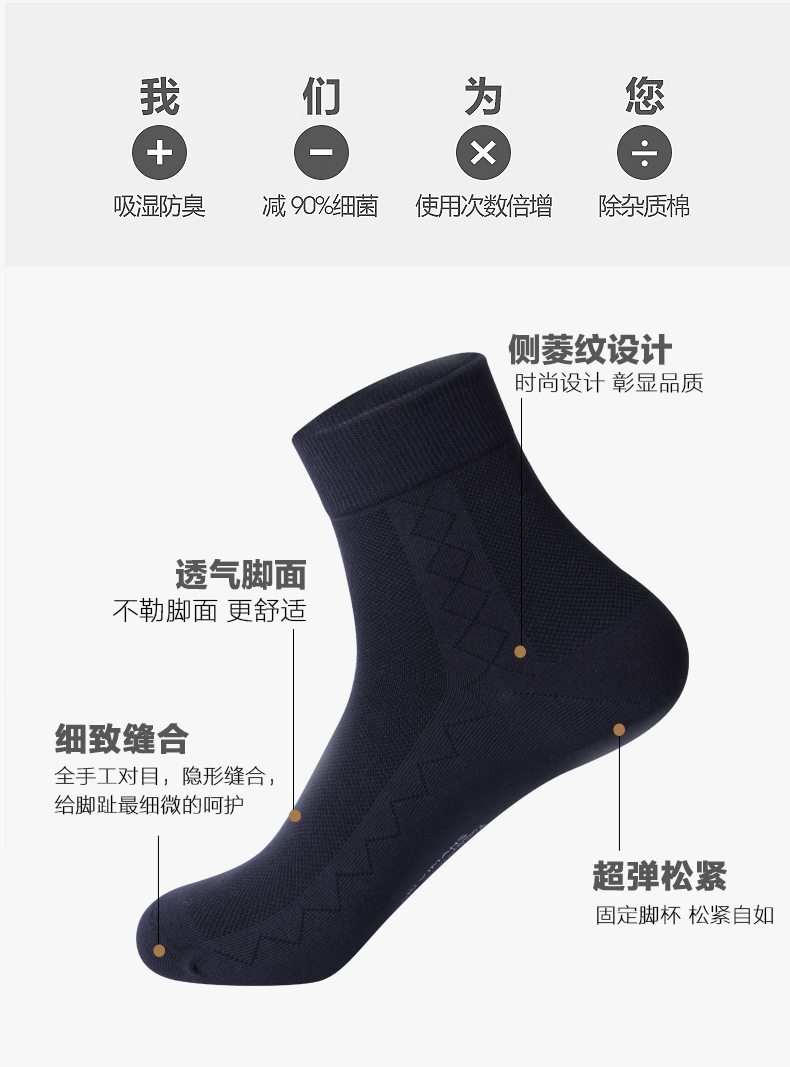 我 们 为 您
+ − × ÷
吸湿防臭 减 90%细菌 使用次数倍增 除杂质棉
侧菱纹设计
时尚设计 彰显品质
透气脚面
不勒脚面 更舒适
细致缝合
全手工对目，隐形缝合，
给脚趾最细微的呵护
超弹松紧
固定脚杯 松紧自如